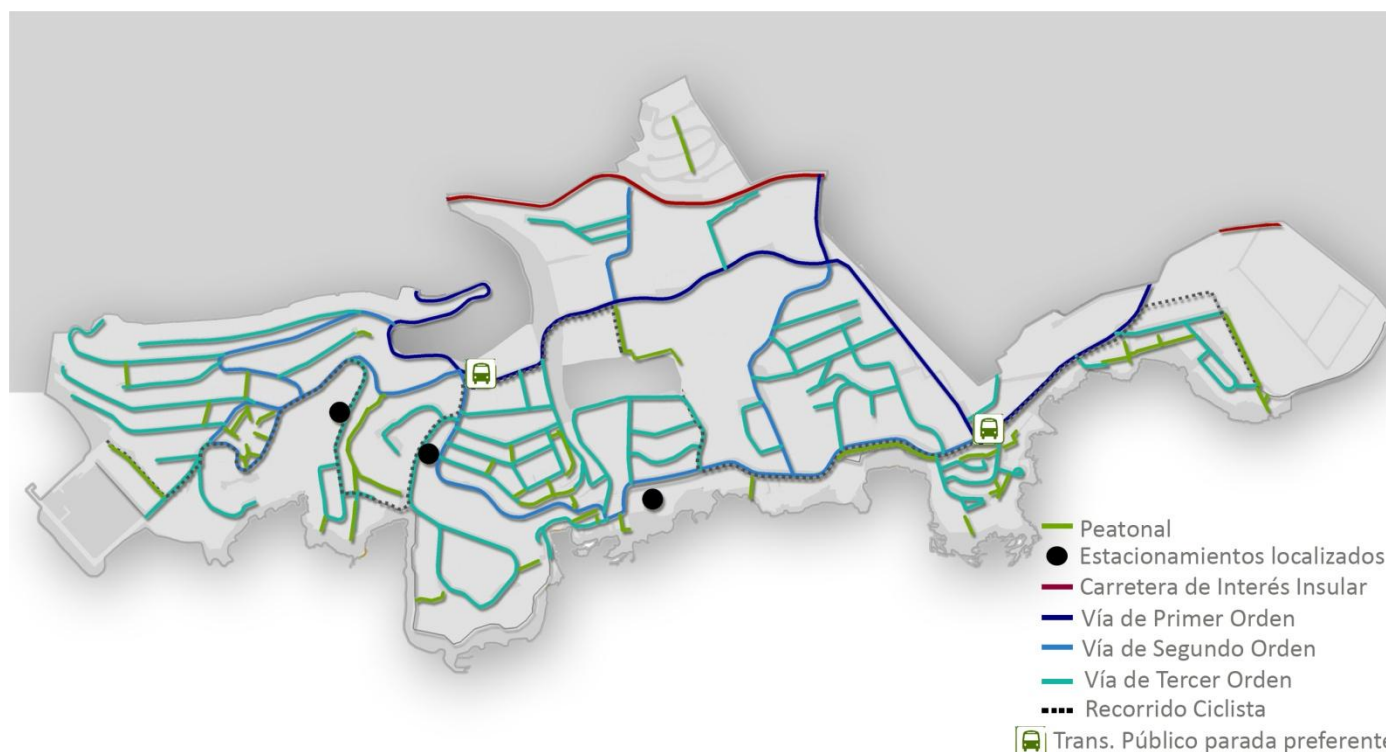 Peatonal
Estacionamientos localizados
Carretera de Interés Insular
Vía de Primer Orden
Vía de Segundo Orden
Vía de Tercer Orden
Recorrido Ciclista
Trans. Público parada preferente